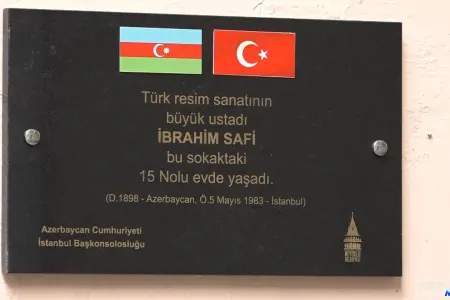 Türk resim sanatının
büyük ustadı
İBRAHİM SAFİ
bu sokaktaki
15 Nolu evde yaşadı.
(D.1898 - Azerbaycan, Ö.5 Mayıs 1983 - İstanbul)
Azerbaycan Cumhuriyeti
İstanbul Başkonsolosluğu